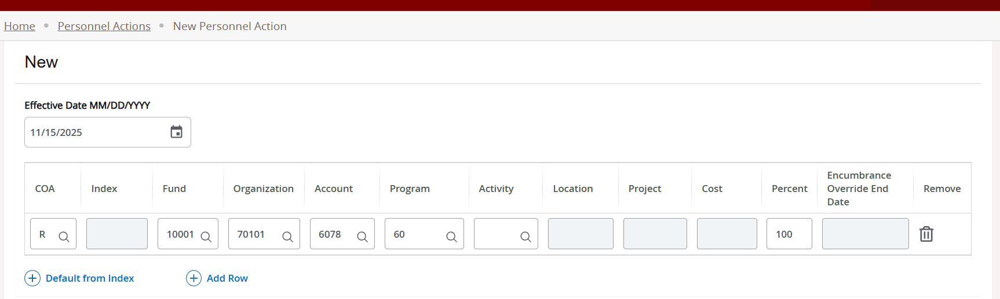 Home • Personnel Actions • New Personnel Action
New
Effective Date MM/DD/YYYY
11/15/2025
COA Index Fund Organization Account Program Activity Location Project Cost Percent Encumbrance Override End Date Remove
R 10001 70101 6078 60 100
Default from Index Add Row